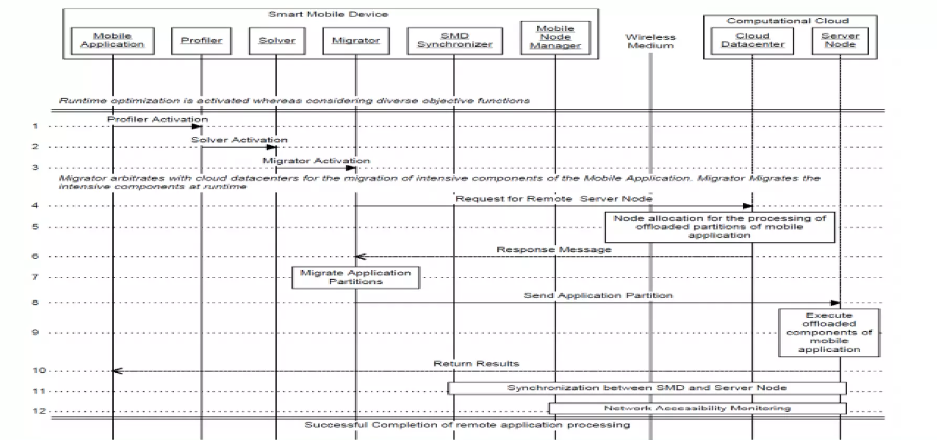 Smart Mobile Device
Computational Cloud
Mobile
Application
Profiler
Solver
Migrator
SMD
Synchronizer
Mobile
Node
Manager
Wireless
Medium
Cloud
Datacenter
Server
Node
Runtime optimization is activated whereas considering diverse objective functions
Profiler Activation
1
Solver Activation
2
Migrator Activation
3
Migrator arbitrates with cloud datacenters for the migration of intensive components of the Mobile Application. Migrator Migrates the
intensive components at runtime
Request for Remote Server Node
4
Node allocation for the processing of
offloaded partitions of mobile
application
5
Response Message
6
Migrate Application
Partitions
7
Send Application Partition
8
Execute
offloaded
components of
mobile
application
9
Return Results
10
Synchronization between SMD and Server Node
11
Network Accessibility Monitoring
12
Successful Completion of remote application processing